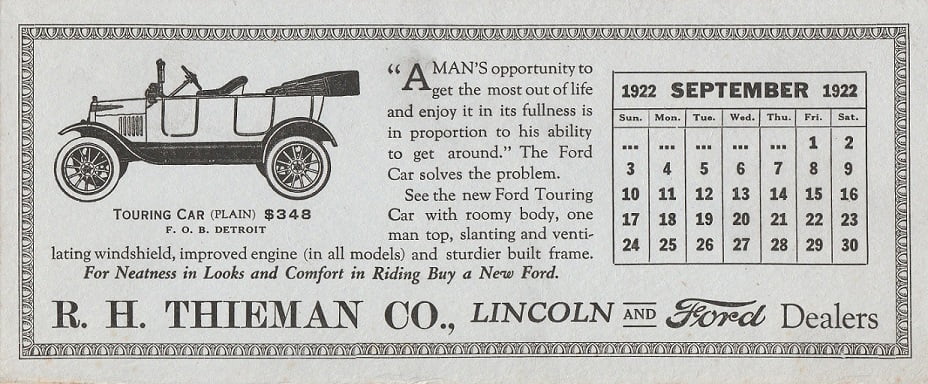 "A MAN'S opportunity to
get the most out of life
and enjoy it in its fullness is
in proportion to his ability
to get around." The Ford
Car solves the problem.
See the new Ford Touring
Car with roomy body, one
man top, slanting and venti-
lating windshield, improved engine (in all models) and sturdier built frame.
For Neatness in Looks and Comfort in Riding Buy a New Ford.
TOURING CAR (PLAIN) $348
F. O. B. DETROIT
1922 SEPTEMBER 1922
Sun. Mon. Tue. Wed. Thu. Fri. Sat.
... ... ... ... ... 1 2
3 4 5 6 7 8 9
10 11 12 13 14 15 16
17 18 19 20 21 22 23
24 25 26 27 28 29 30
R. H. THIEMAN CO., LINCOLN AND Ford Dealers